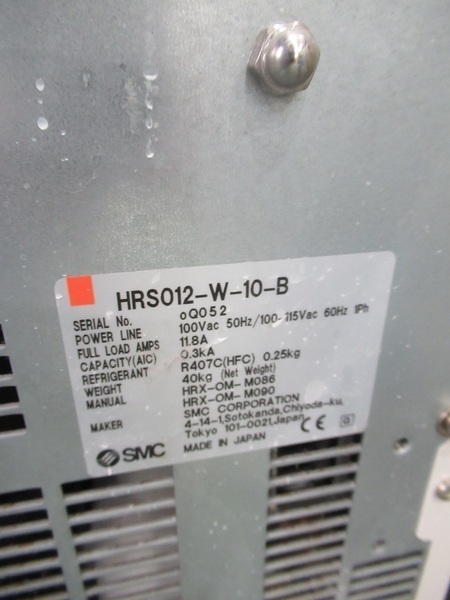 HRS012-W-10-B
SERIAL No. oQ052
POWER LINE 100Vac 50Hz/100-115Vac 60Hz 1Ph
FULL LOAD AMPS 11.8A
CAPACITY(AIC) 0.3kA
REFRIGERANT R407C(HFC) 0.25kg
WEIGHT 40kg (Net Weight)
MANUAL HRX-OM-M086
HRX-OM-M090
MAKER SMC CORPORATION
4-14-1,Sotokanda,Chiyoda-ku,
Tokyo 101-0021,Japan
SMC MADE IN JAPAN CE